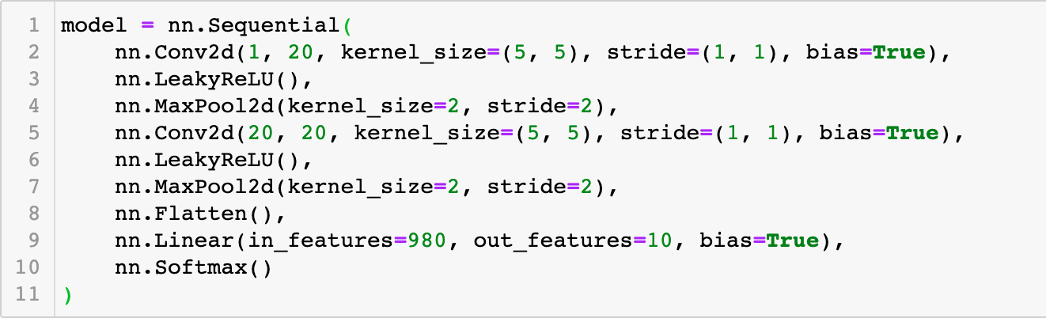 1 model = nn.Sequential(
2     nn.Conv2d(1, 20, kernel_size=(5, 5), stride=(1, 1), bias=True),
3     nn.LeakyReLU(),
4     nn.MaxPool2d(kernel_size=2, stride=2),
5     nn.Conv2d(20, 20, kernel_size=(5, 5), stride=(1, 1), bias=True),
6     nn.LeakyReLU(),
7     nn.MaxPool2d(kernel_size=2, stride=2),
8     nn.Flatten(),
9     nn.Linear(in_features=980, out_features=10, bias=True),
10     nn.Softmax()
11 )